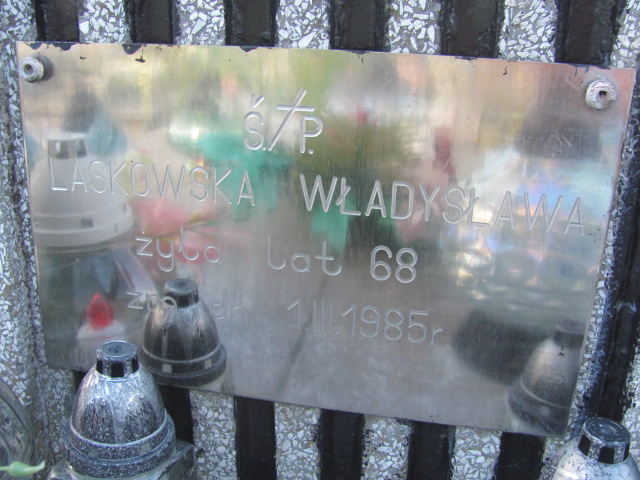 Ś.†P.
LASKOWSKA WŁADYSŁAWA
żyła lat 68
zm. dn. 1.III.1985r